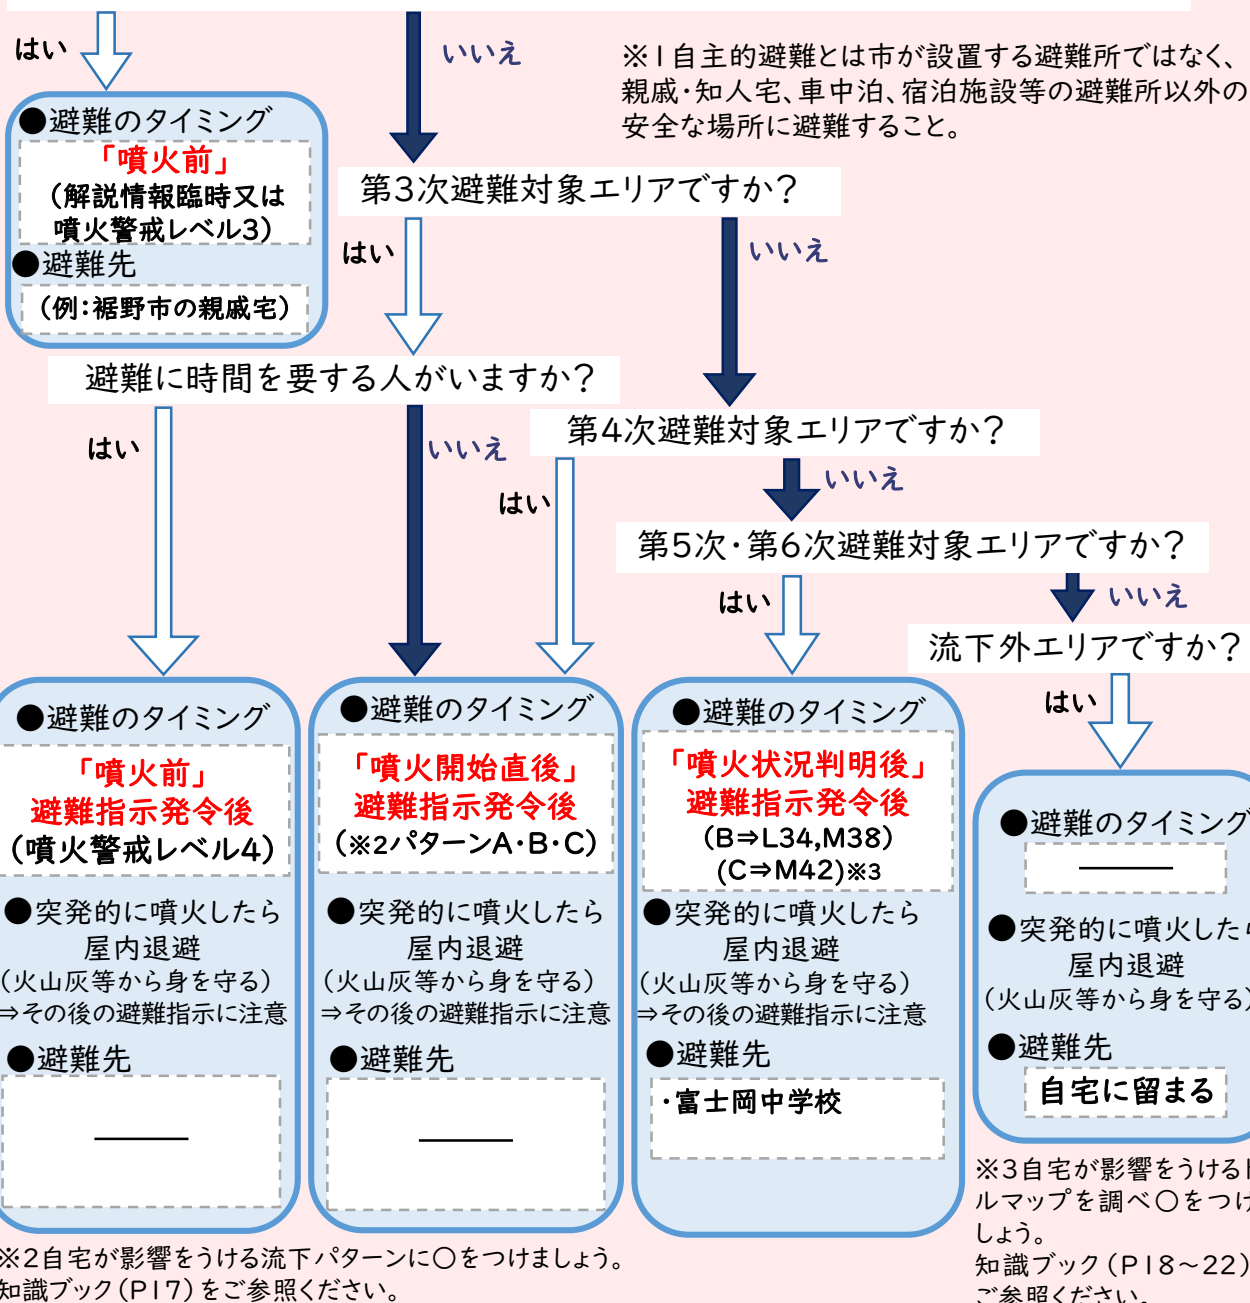 はい
いいえ
※1自主的避難とは市が設置する避難所ではなく、
親戚・知人宅、車中泊、宿泊施設等の避難所以外の
安全な場所に避難すること。
●避難のタイミング
「噴火前」
(解説情報臨時又は
噴火警戒レベル3)
●避難先
(例:裾野市の親戚宅)
第3次避難対象エリアですか?
はい
いいえ
避難に時間を要する人がいますか?
はい
いいえ
第4次避難対象エリアですか?
はい
いいえ
第5次・第6次避難対象エリアですか?
はい
いいえ
流下外エリアですか?
はい
●避難のタイミング
「噴火前」
避難指示発令後
(噴火警戒レベル4)
●突発的に噴火したら
屋内退避
(火山灰等から身を守る)
⇒その後の避難指示に注意
●避難先
●避難のタイミング
「噴火開始直後」
避難指示発令後
(※2パターンA・B・C)
●突発的に噴火したら
屋内退避
(火山灰等から身を守る)
⇒その後の避難指示に注意
●避難先
●避難のタイミング
「噴火状況判明後」
避難指示発令後
(B⇒L34,M38)
(C⇒M42)※3
●突発的に噴火したら
屋内退避
(火山灰等から身を守る)
⇒その後の避難指示に注意
●避難先
・富士岡中学校
●避難のタイミング
●突発的に噴火したら
屋内退避
(火山灰等から身を守る)
●避難先
自宅に留まる
※2自宅が影響をうける流下パターンに○をつけましょう。
知識ブック(P17)をご参照ください。
※3自宅が影響をうける
ルマップを調べ○をつけ
しょう。
知識ブック(P18~22)
ご参照ください。